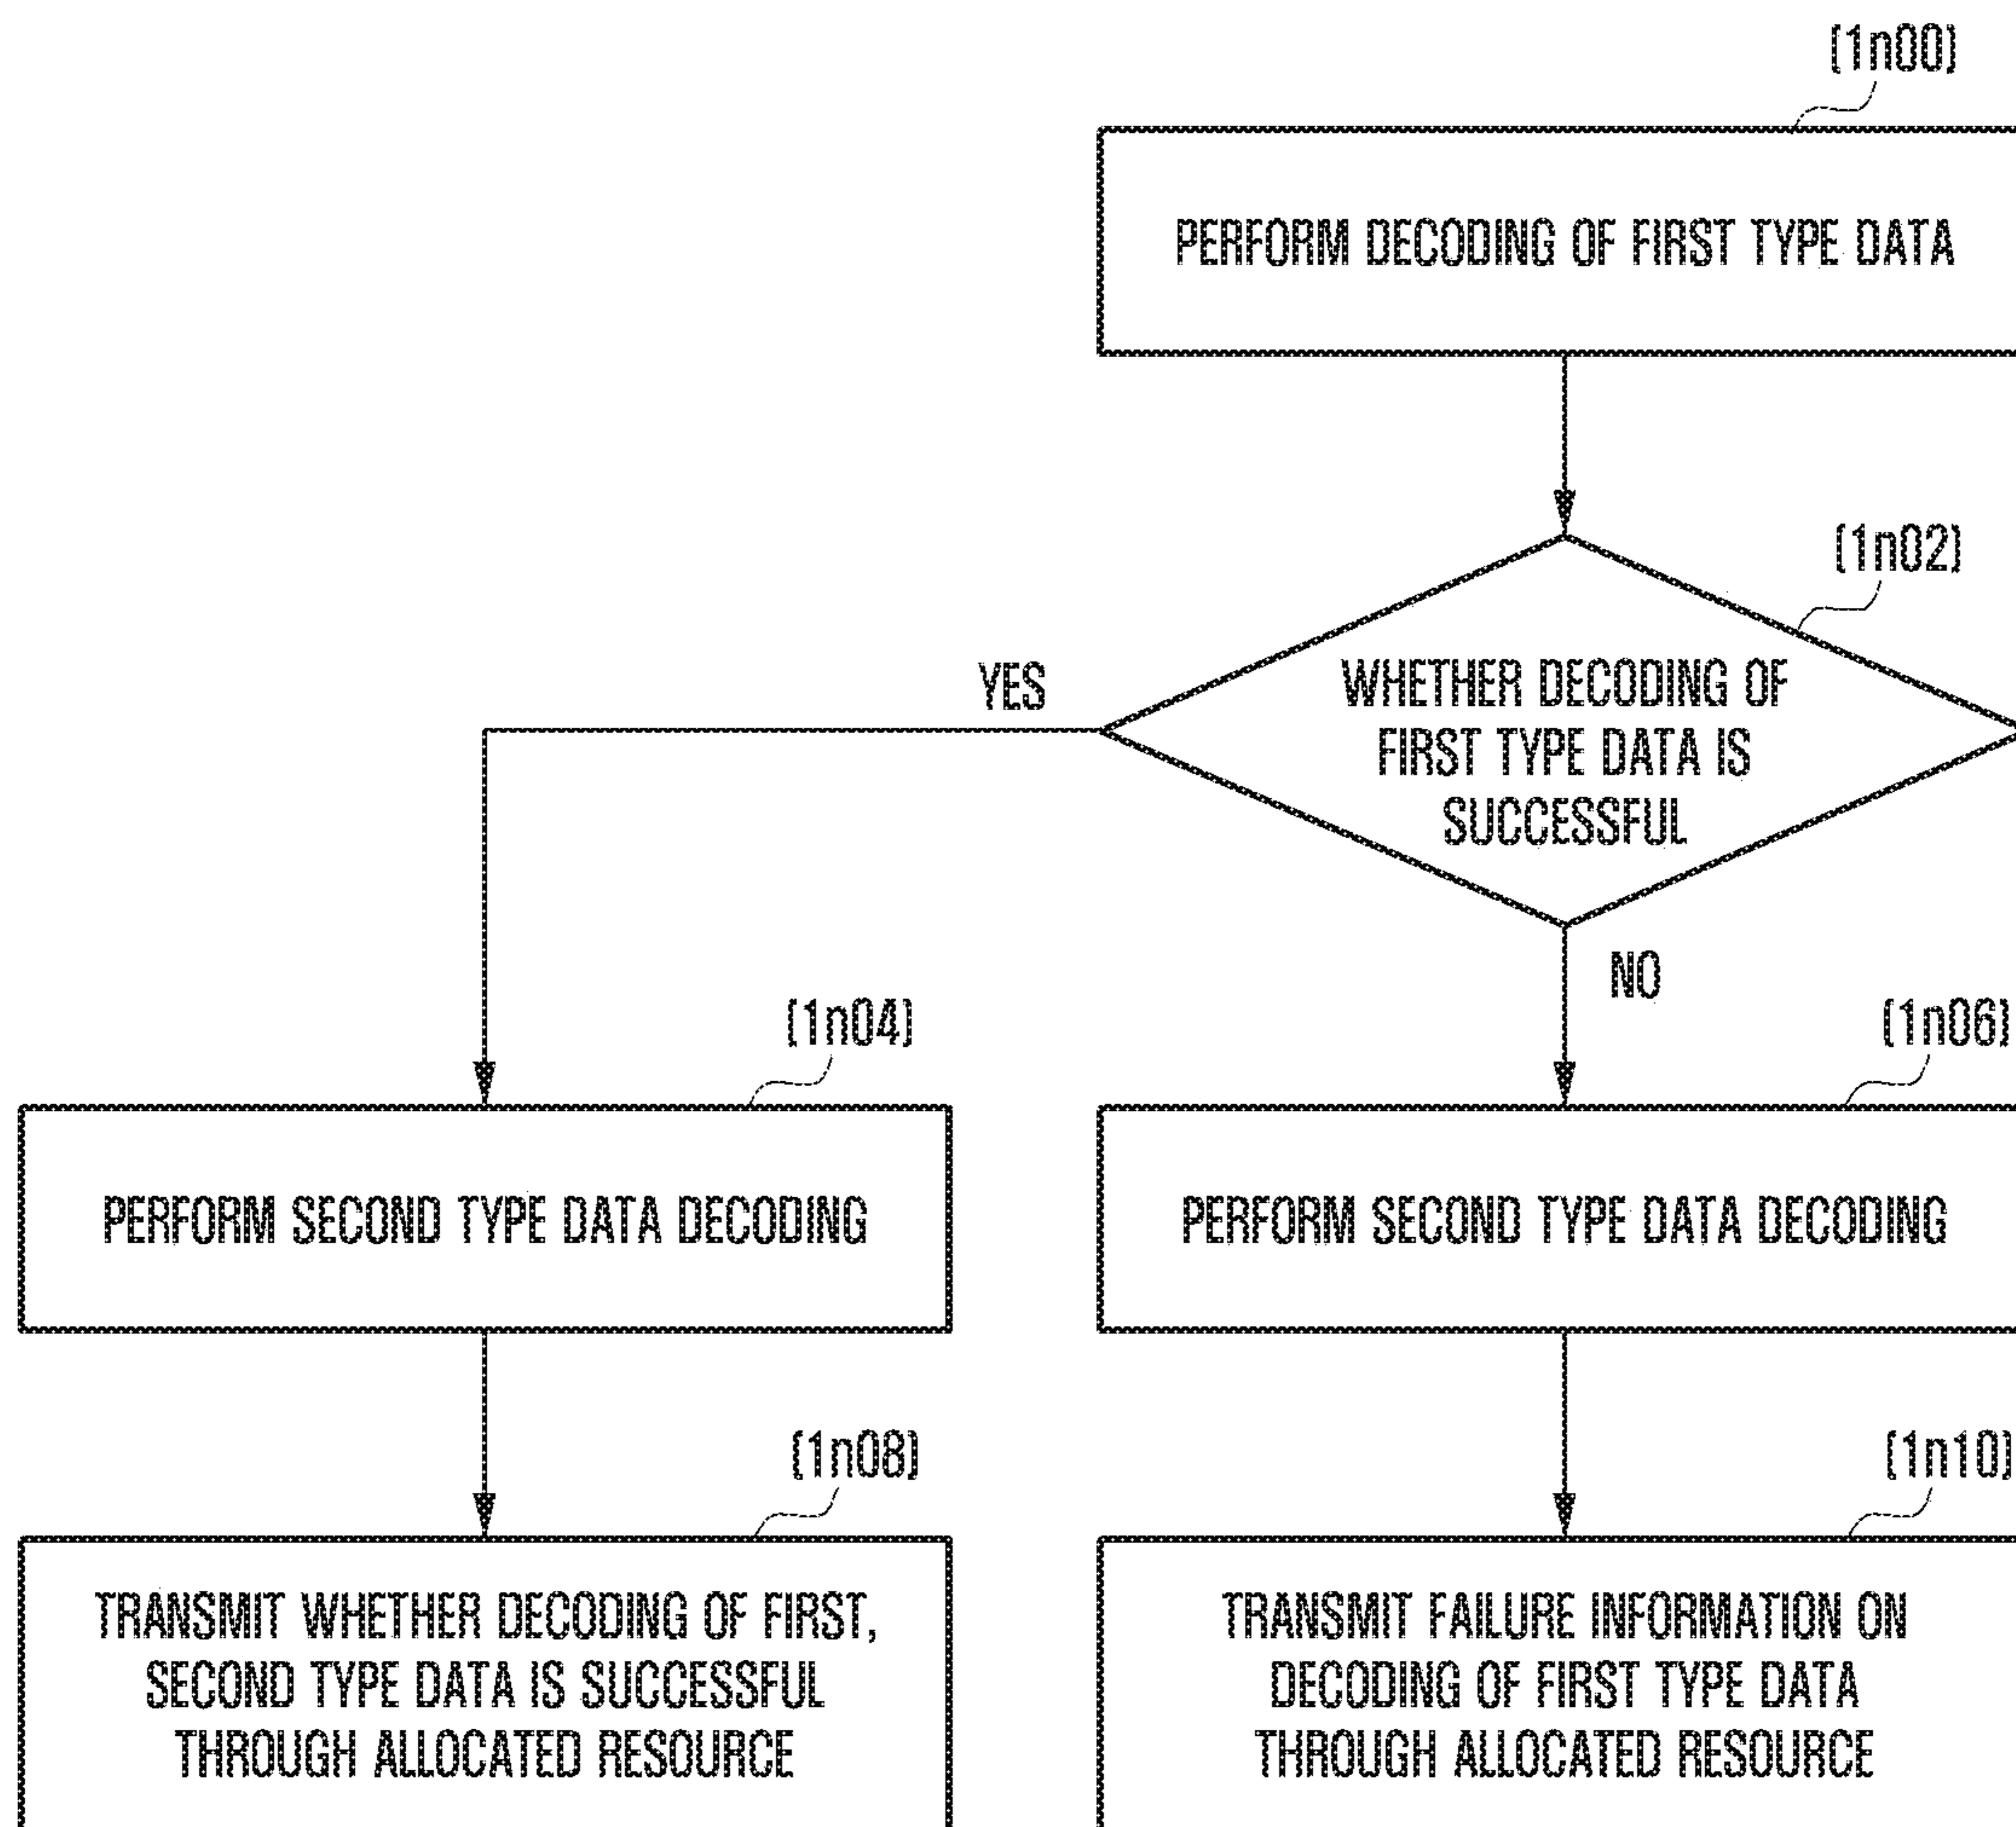 (1n00)
PERFORM DECODING OF FIRST TYPE DATA
(1n02)
WHETHER DECODING OF
FIRST TYPE DATA IS
SUCCESSFUL
YES
NO
(1n04)
(1n06)
PERFORM SECOND TYPE DATA DECODING
PERFORM SECOND TYPE DATA DECODING
(1n08)
(1n10)
TRANSMIT WHETHER DECODING OF FIRST,
SECOND TYPE DATA IS SUCCESSFUL
THROUGH ALLOCATED RESOURCE
TRANSMIT FAILURE INFORMATION ON
DECODING OF FIRST TYPE DATA
THROUGH ALLOCATED RESOURCE